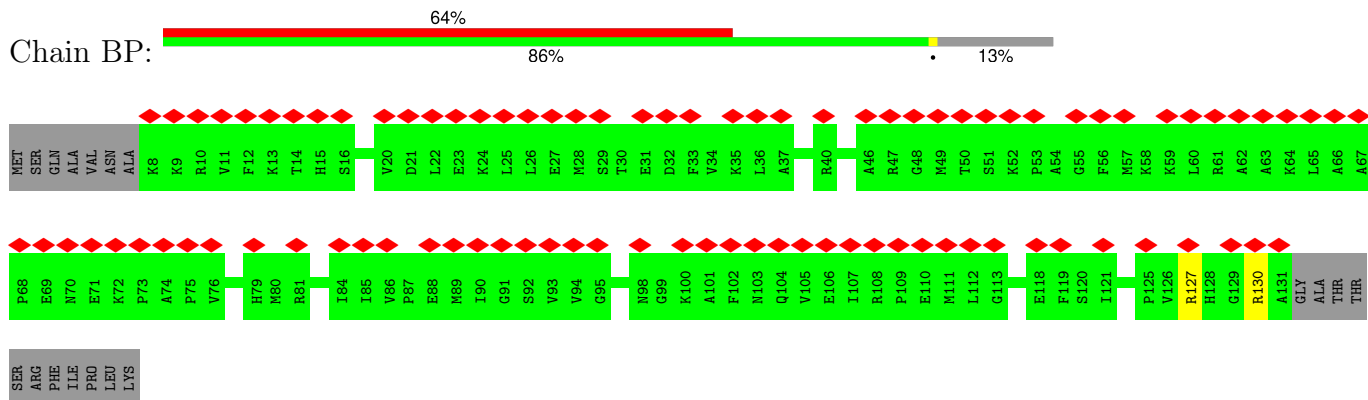 64%
Chain BP:
86% • 13%
MET SER GLN ALA VAL ASN ALA K8 K9 R10 V11 F12 K13 T14 H15 S16 V20 D21 L22 E23 K24 L25 L26 E27 M28 S29 T30 E31 D32 F33 V34 K35 L36 A37 R40 A46 R47 G48 M49 T50 S51 K52 P53 A54 G55 F56 M57 K58 K59 L60 R61 A62 A63 K64 L65 A66 A67
P68 E69 N70 E71 K72 P73 A74 P75 V76 H79 M80 R81 I84 I85 V86 P87 E88 M89 I90 G91 S92 V93 V94 G95 N98 G99 K100 A101 F102 N103 Q104 V105 E106 I107 R108 P109 E110 M111 L112 G113 E118 F119 S120 I121 P125 V126 R127 H128 G129 R130 A131 GLY ALA THR THR
SER ARG PHE ILE PRO LEU LYS